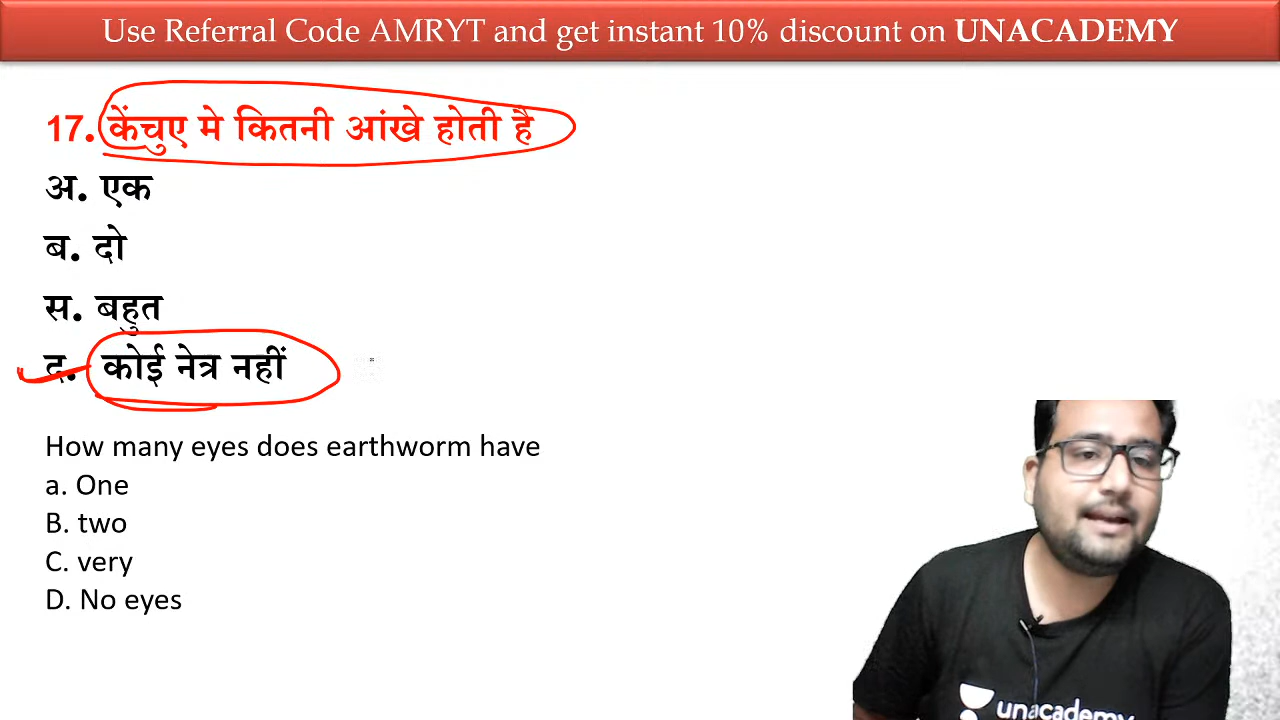 Use Referral Code AMRYT and get instant 10% discount on UNACADEMY
17. केंचुए मे कितनी आंखे होती है
अ. एक
ब. दो
स. बहुत
द. कोई नेत्र नहीं
How many eyes does earthworm have
a. One
B. two
C. very
D. No eyes
unacademy